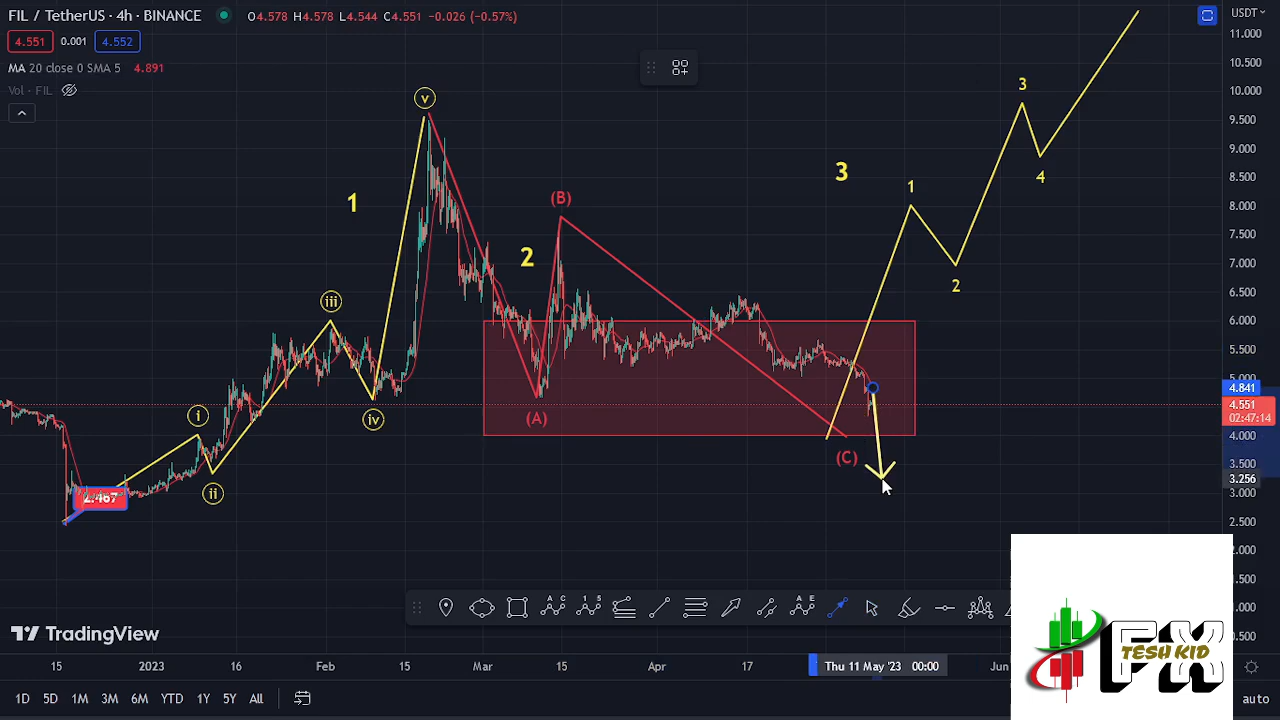 FIL / TetherUS · 4h · BINANCE O4.578 H4.578 L4.544 C4.551 -0.026 (-0.57%)
4.551 0.001 4.552
MA 20 close 0 SMA 5 4.891
Vol · FIL
USDT
11.000
10.500
10.000
9.500
9.000
8.500
8.000
7.500
7.000
6.500
6.000
5.500
5.000
4.841
4.551
02:47:14
4.000
3.500
3.256
3.000
2.500
2.000
1.500
1.000
0.500
v
1
iii
i
iv
ii
2.467
(B)
2
(A)
(C)
3
1
2
3
4
A C
1 5
A E
TradingView
15 2023 16 Feb 15 Mar 15 Apr 17 Thu 11 May '23 00:00 Jun
1D 5D 1M 3M 6M YTD 1Y 5Y All
auto
FX
TESH KID